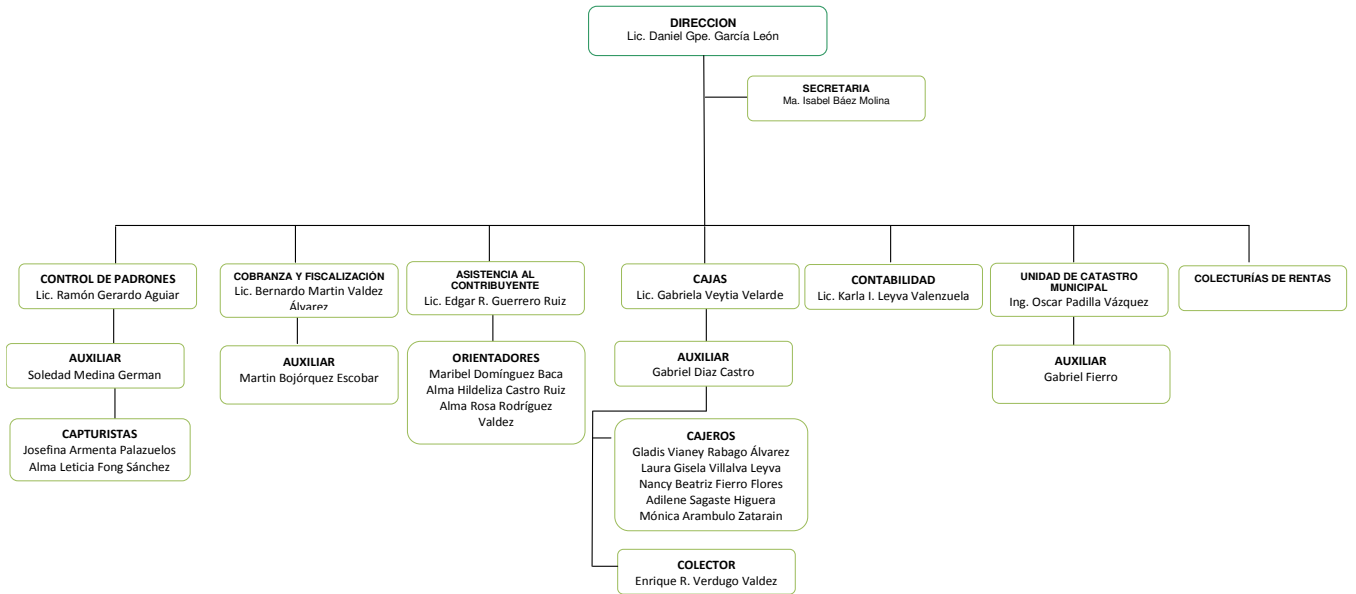 DIRECCION
Lic. Daniel Gpe. García León
SECRETARIA
Ma. Isabel Báez Molina
CONTROL DE PADRONES
Lic. Ramón Gerardo Aguiar
COBRANZA Y FISCALIZACIÓN
Lic. Bernardo Martin Valdez
Álvarez
ASISTENCIA AL
CONTRIBUYENTE
Lic. Edgar R. Guerrero Ruiz
CAJAS
Lic. Gabriela Veytia Velarde
CONTABILIDAD
Lic. Karla I. Leyva Valenzuela
UNIDAD DE CATASTRO
MUNICIPAL
Ing. Oscar Padilla Vázquez
COLECTURÍAS DE RENTAS
AUXILIAR
Soledad Medina German
AUXILIAR
Martin Bojórquez Escobar
ORIENTADORES
Maribel Domínguez Baca
Alma Hildeliza Castro Ruiz
Alma Rosa Rodríguez
Valdez
AUXILIAR
Gabriel Diaz Castro
AUXILIAR
Gabriel Fierro
CAPTURISTAS
Josefina Armenta Palazuelos
Alma Leticia Fong Sánchez
CAJEROS
Gladis Vianey Rabago Álvarez
Laura Gisela Villalva Leyva
Nancy Beatriz Fierro Flores
Adilene Sagaste Higuera
Mónica Arambulo Zatarain
COLECTOR
Enrique R. Verdugo Valdez